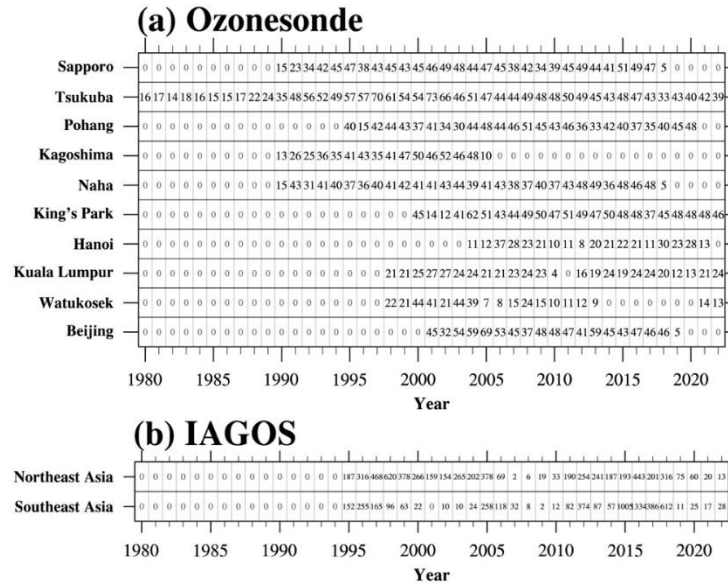 (a) Ozonesonde
Sapporo 0 0 0 0 0 0 0 0 0 0 15 23 34 42 45 47 38 43 45 43 45 46 49 48 44 47 45 38 42 34 39 45 49 44 41 51 49 47 5 0 0 0 0
Tsukuba 16 17 14 18 16 15 15 17 22 24 35 48 56 52 49 57 57 70 61 54 54 73 66 46 51 47 44 44 49 48 48 50 49 45 43 48 47 43 33 43 40 42 39
Pohang 0 0 0 0 0 0 0 0 0 0 0 0 0 0 0 40 15 42 44 43 37 41 34 30 44 48 44 46 51 45 43 46 36 33 42 40 37 35 40 45 48 0 0
Kagoshima 0 0 0 0 0 0 0 0 0 0 13 26 25 36 35 41 43 35 41 47 50 46 52 46 48 10 0 0 0 0 0 0 0 0 0 0 0 0 0 0 0 0 0
Naha 0 0 0 0 0 0 0 0 0 0 15 43 31 41 40 37 36 40 41 42 41 41 43 44 39 41 43 38 37 40 37 43 48 49 36 48 46 48 5 0 0 0 0
King's Park 0 0 0 0 0 0 0 0 0 0 0 0 0 0 0 0 0 0 0 0 45 14 12 41 62 51 43 44 49 50 47 51 49 47 50 48 48 37 45 48 48 48 46
Hanoi 0 0 0 0 0 0 0 0 0 0 0 0 0 0 0 0 0 0 0 0 0 0 0 0 11 12 37 28 23 21 10 11 8 20 21 22 21 11 30 23 28 13 0
Kuala Lumpur 0 0 0 0 0 0 0 0 0 0 0 0 0 0 0 0 0 0 21 21 25 27 27 24 24 21 21 23 24 23 4 0 16 19 24 19 24 24 20 12 13 21 24
Watukosek 0 0 0 0 0 0 0 0 0 0 0 0 0 0 0 0 0 0 22 21 44 41 21 44 39 7 8 15 24 15 10 11 12 9 0 0 0 0 0 0 0 14 13
Beijing 0 0 0 0 0 0 0 0 0 0 0 0 0 0 0 0 0 0 0 0 0 45 32 54 59 69 53 45 37 48 48 47 41 59 45 43 47 46 46 5 0 0 0
1980 1985 1990 1995 2000 2005 2010 2015 2020
Year
(b) IAGOS
Northeast Asia 0 0 0 0 0 0 0 0 0 0 0 0 0 0 0 187 316 468 620 378 266 159 154 265 202 378 69 2 6 19 33 190 254 241 187 193 443 201 316 75 60 20 13
Southeast Asia 0 0 0 0 0 0 0 0 0 0 0 0 0 0 0 152 255 165 96 63 22 0 10 10 24 258 118 32 8 2 12 82 374 87 57 1005 334 386 612 11 25 17 28
1980 1985 1990 1995 2000 2005 2010 2015 2020
Year